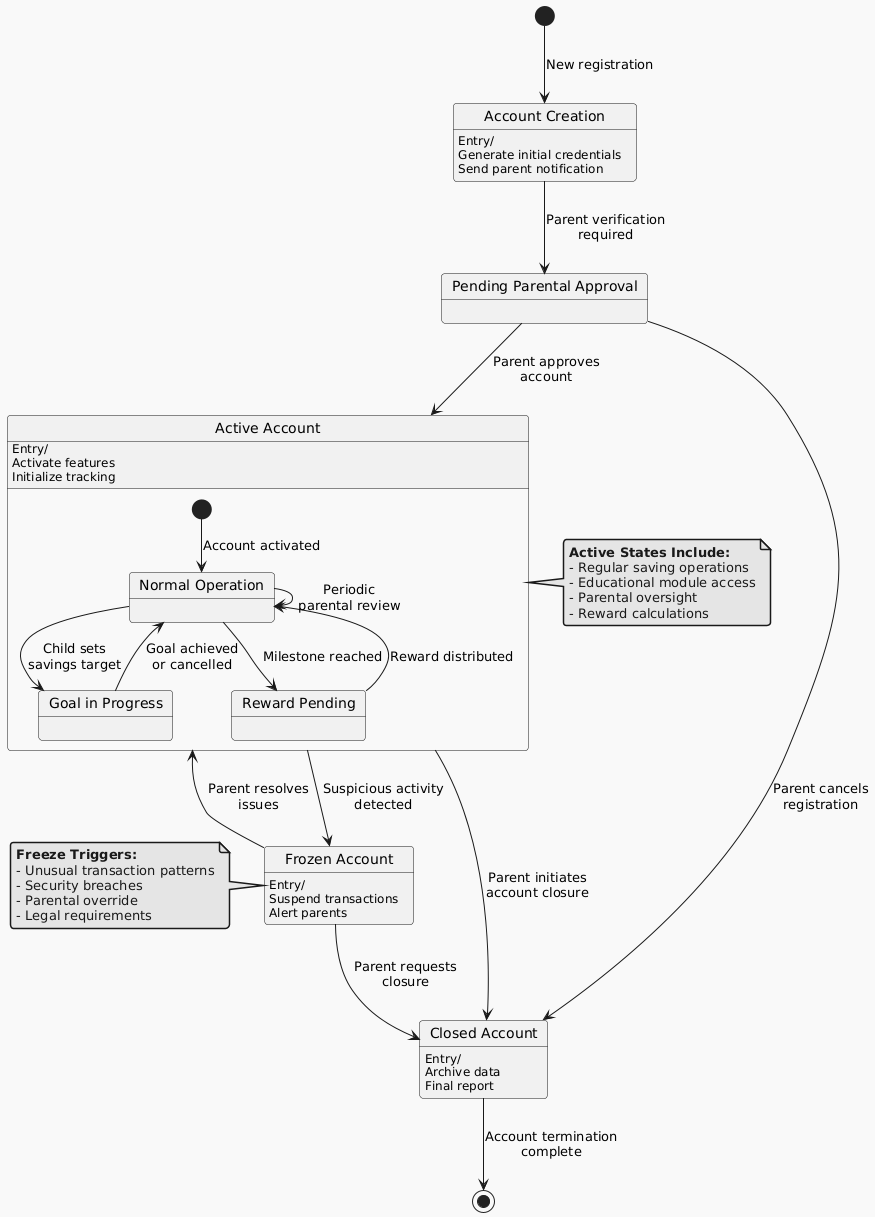 New registration
Account Creation
Entry/
Generate initial credentials
Send parent notification
Parent verification
required
Pending Parental Approval
Parent approves
account
Active Account
Entry/
Activate features
Initialize tracking
Account activated
Normal Operation
Periodic
parental review
Child sets
savings target
Goal achieved
or cancelled
Milestone reached
Reward distributed
Goal in Progress
Reward Pending
Active States Include:
- Regular saving operations
- Educational module access
- Parental oversight
- Reward calculations
Parent resolves
issues
Suspicious activity
detected
Parent cancels
registration
Freeze Triggers:
- Unusual transaction patterns
- Security breaches
- Parental override
- Legal requirements
Frozen Account
Entry/
Suspend transactions
Alert parents
Parent initiates
account closure
Parent requests
closure
Closed Account
Entry/
Archive data
Final report
Account termination
complete